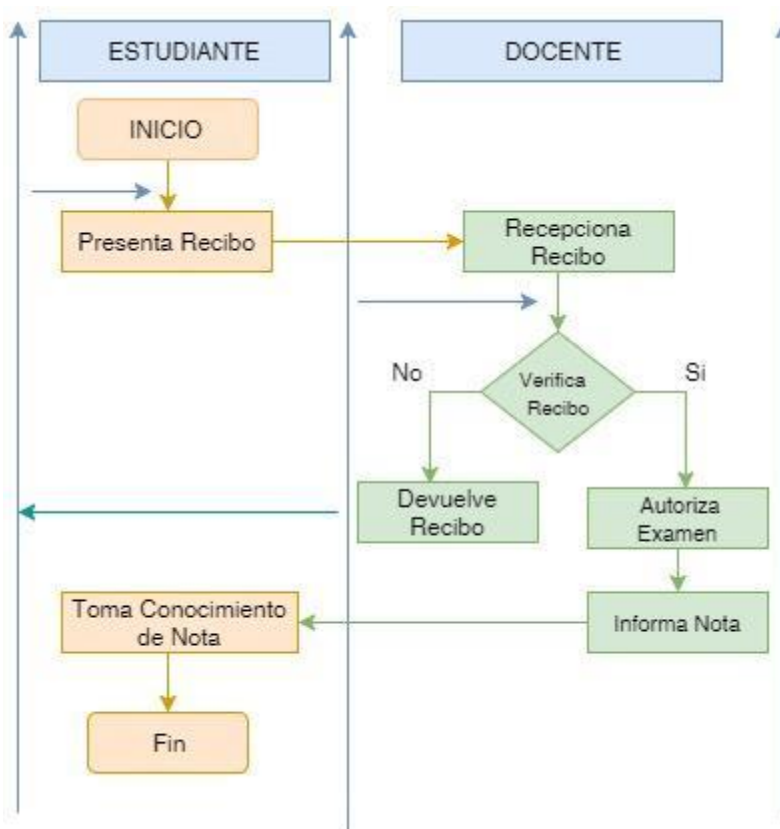 ESTUDIANTE
DOCENTE
INICIO
Presenta Recibo
Recepciona
Recibo
Verifica
Recibo
No
Si
Devuelve
Recibo
Autoriza
Examen
Toma Conocimiento
de Nota
Informa Nota
Fin